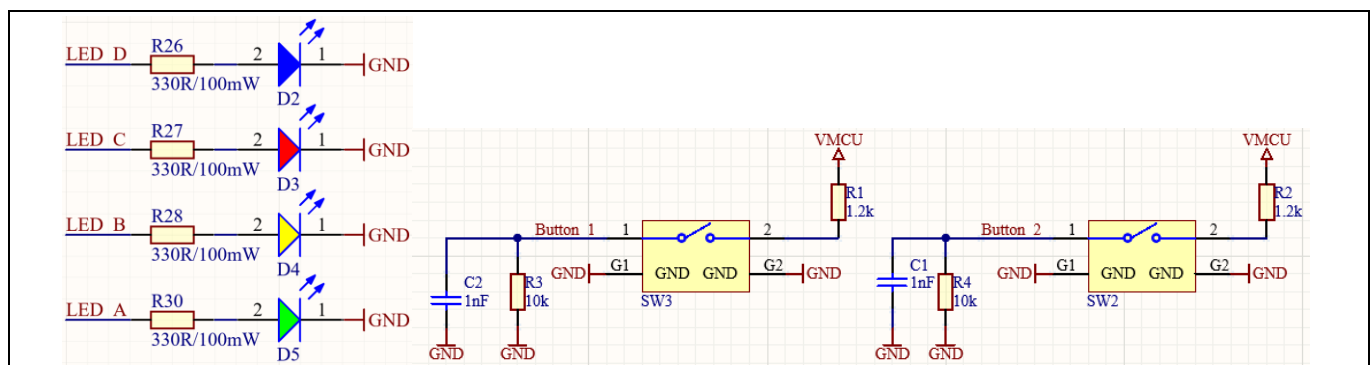 LED D
R26
330R/100mW
2
1
GND
D2
LED C
R27
330R/100mW
2
1
GND
D3
LED B
R28
330R/100mW
2
1
GND
D4
LED A
R30
330R/100mW
2
1
GND
D5
VMCU
R1
1.2k
Button 1
1
2
GND
G1
GND
GND
G2
GND
C2
1nF
R3
10k
SW3
GND
GND
VMCU
R2
1.2k
Button 2
1
2
GND
G1
GND
GND
G2
GND
C1
1nF
R4
10k
SW2
GND
GND